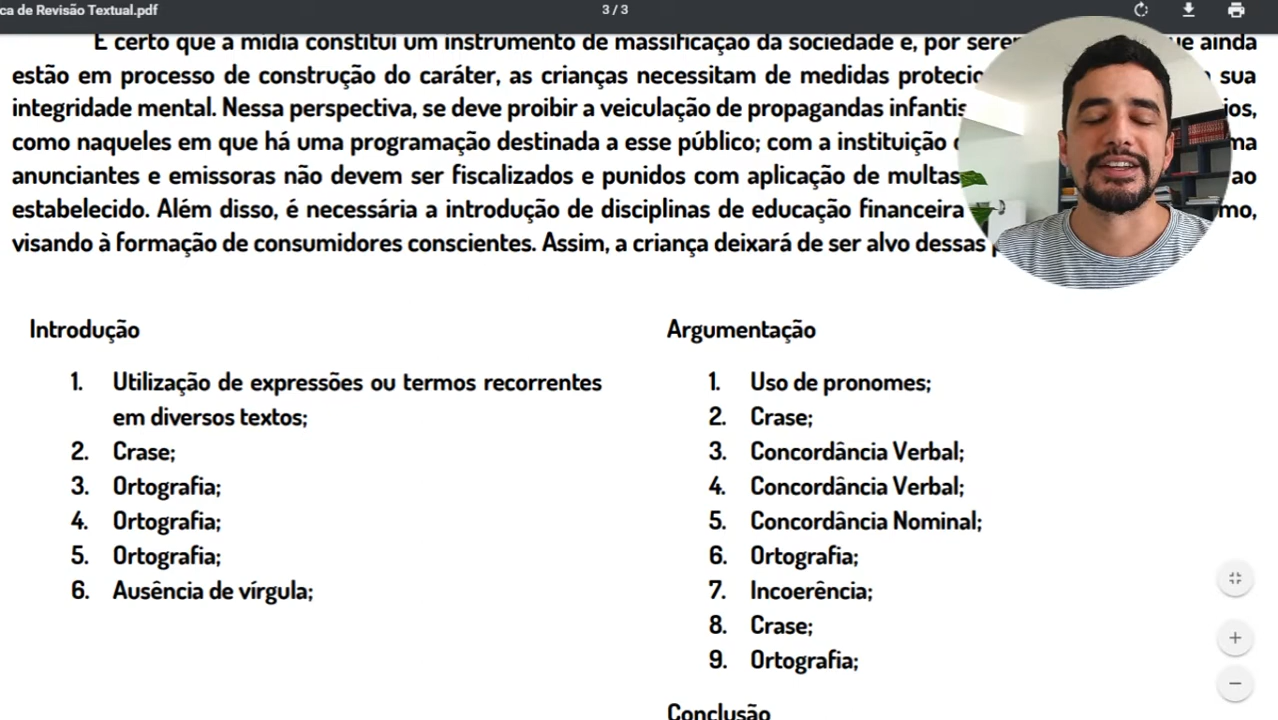 ca de Revisão Textual.pdf
3 / 3
É certo que a mídia constitui um instrumento de massificação da sociedade e, por ainda
estão em processo de construção do caráter, as crianças necessitam de medidas sua
integridade mental. Nessa perspectiva, se deve proibir a veiculação de propagandas infantis
como naqueles em que há uma programação destinada a esse público; com a instituição
anunciantes e emissoras não devem ser fiscalizados e punidos com aplicação de multas ao
estabelecido. Além disso, é necessária a introdução de disciplinas de educação financeira
visando à formação de consumidores conscientes. Assim, a criança deixará de ser alvo dessas
Introdução
1. Utilização de expressões ou termos recorrentes
em diversos textos;
2. Crase;
3. Ortografia;
4. Ortografia;
5. Ortografia;
6. Ausência de vírgula;
Argumentação
1. Uso de pronomes;
2. Crase;
3. Concordância Verbal;
4. Concordância Verbal;
5. Concordância Nominal;
6. Ortografia;
7. Incoerência;
8. Crase;
9. Ortografia;
Conclusão